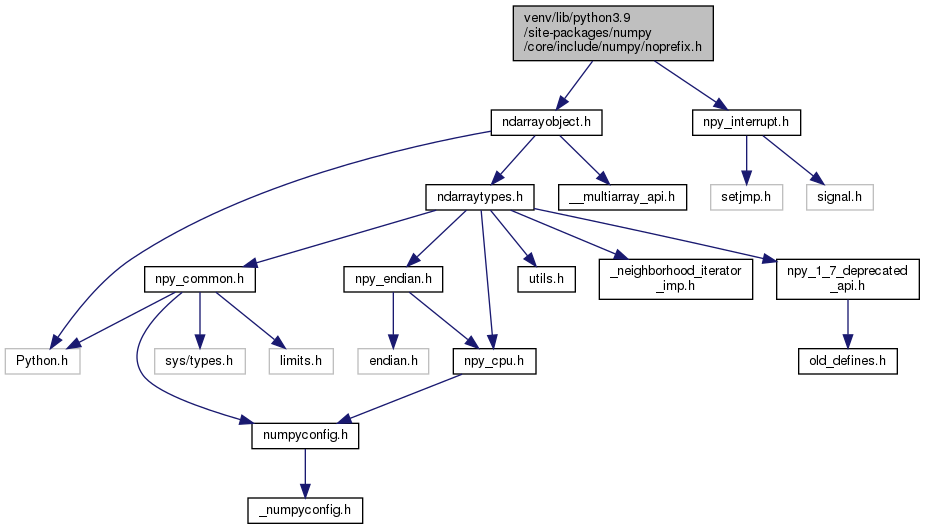 venv/lib/python3.9
/site-packages/numpy
/core/include/numpy/noprefix.h
ndarrayobject.h
npy_interrupt.h
ndarraytypes.h
__multiarray_api.h
setjmp.h
signal.h
npy_common.h
npy_endian.h
utils.h
_neighborhood_iterator
_imp.h
npy_1_7_deprecated
_api.h
Python.h
sys/types.h
limits.h
endian.h
npy_cpu.h
old_defines.h
numpyconfig.h
_numpyconfig.h